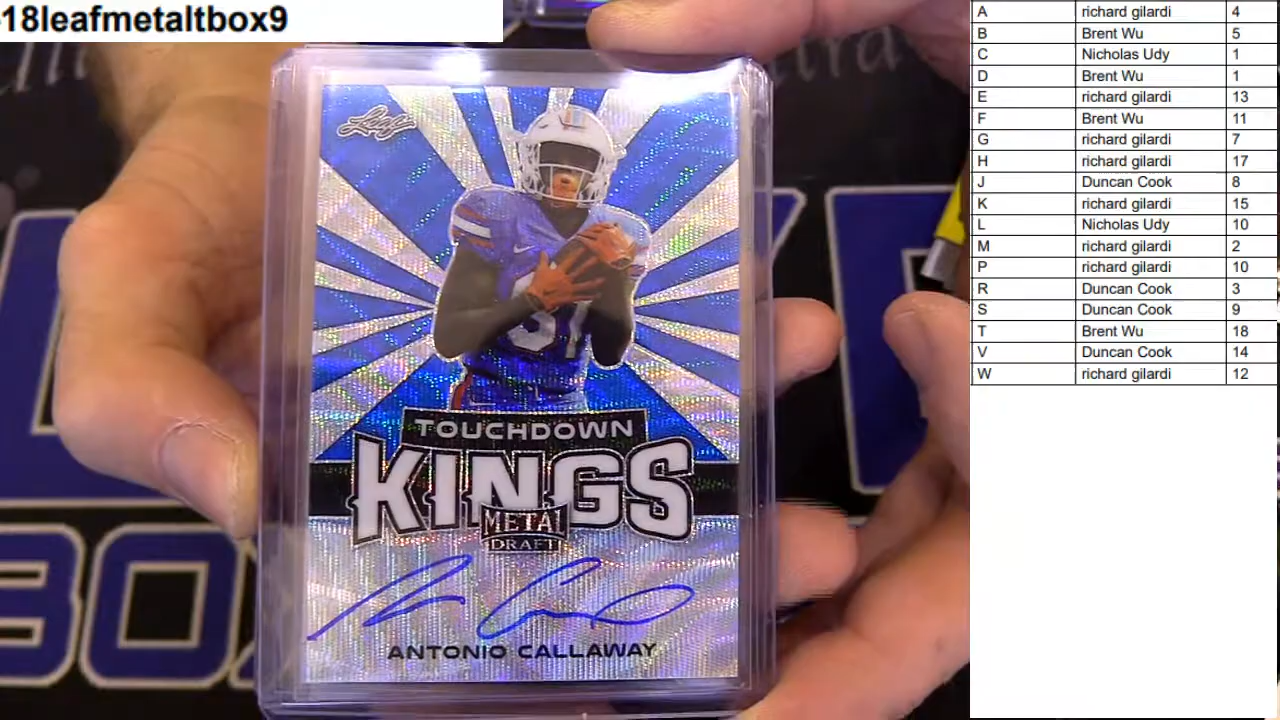 18leafmetaltbox9
Leaf
81
TOUCHDOWN
KINGS
METAL
DRAFT
ANTONIO CALLAWAY
BOX
A richard gilardi 4
B Brent Wu 5
C Nicholas Udy 1
D Brent Wu 1
E richard gilardi 13
F Brent Wu 11
G richard gilardi 7
H richard gilardi 17
J Duncan Cook 8
K richard gilardi 15
L Nicholas Udy 10
M richard gilardi 2
P richard gilardi 10
R Duncan Cook 3
S Duncan Cook 9
T Brent Wu 18
V Duncan Cook 14
W richard gilardi 12